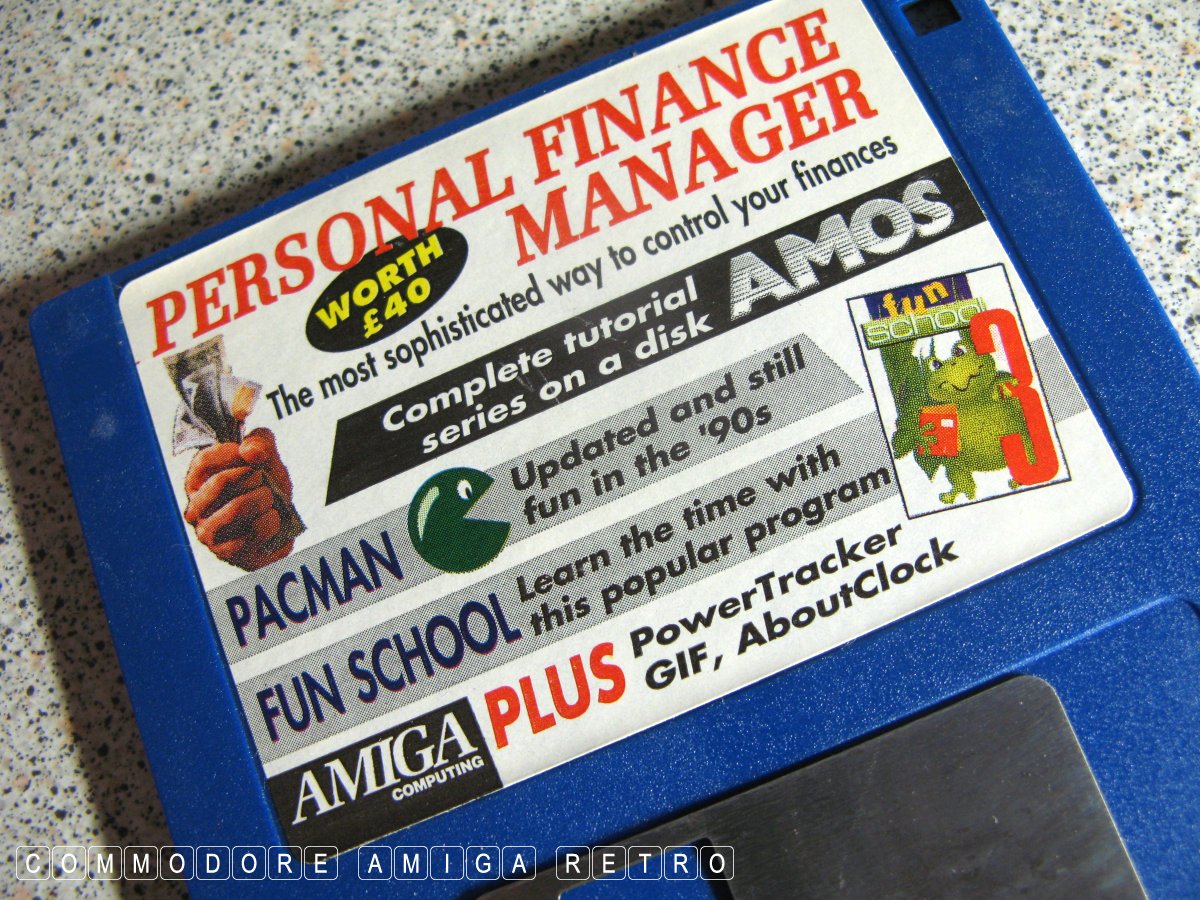 PERSONAL FINANCE
MANAGER
WORTH
£40
The most sophisticated way to control your finances
Complete tutorial
series on a disk
AMOS
fun
school
3
3
PACMAN
Updated and still
fun in the '90s
FUN SCHOOL
Learn the time with
this popular program
PLUS
PowerTracker
GIF, AboutClock
AMIGA
COMPUTING
COMMODORE AMIGA RETRO